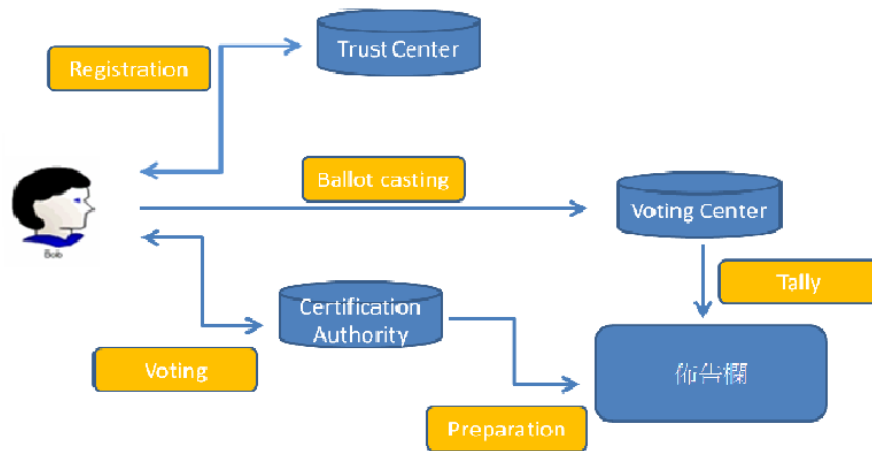 Trust Center
Registration
Ballot casting
Voting Center
Bob
Tally
Certification
Authority
Voting
佈告欄
Preparation